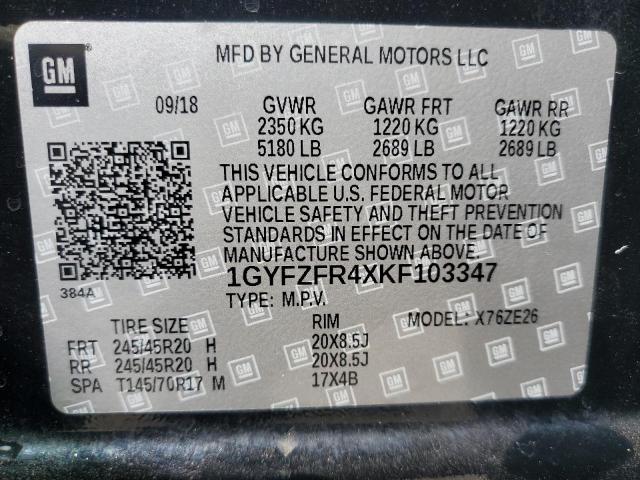 GM
MFD BY GENERAL MOTORS LLC
09/18 GVWR GAWR FRT GAWR RR
2350 KG 1220 KG 1220 KG
5180 LB 2689 LB 2689 LB
THIS VEHICLE CONFORMS TO ALL
APPLICABLE U.S. FEDERAL MOTOR
VEHICLE SAFETY AND THEFT PREVENTION
STANDARDS IN EFFECT ON THE DATE OF
MANUFACTURE SHOWN ABOVE.
384A 1GYFZFR4XKF103347
TYPE: M.P.V.
TIRE SIZE RIM MODEL: X76ZE26
FRT 245/45R20 H 20X8.5J
RR 245/45R20 H 20X8.5J
SPA T145/70R17 M 17X4B